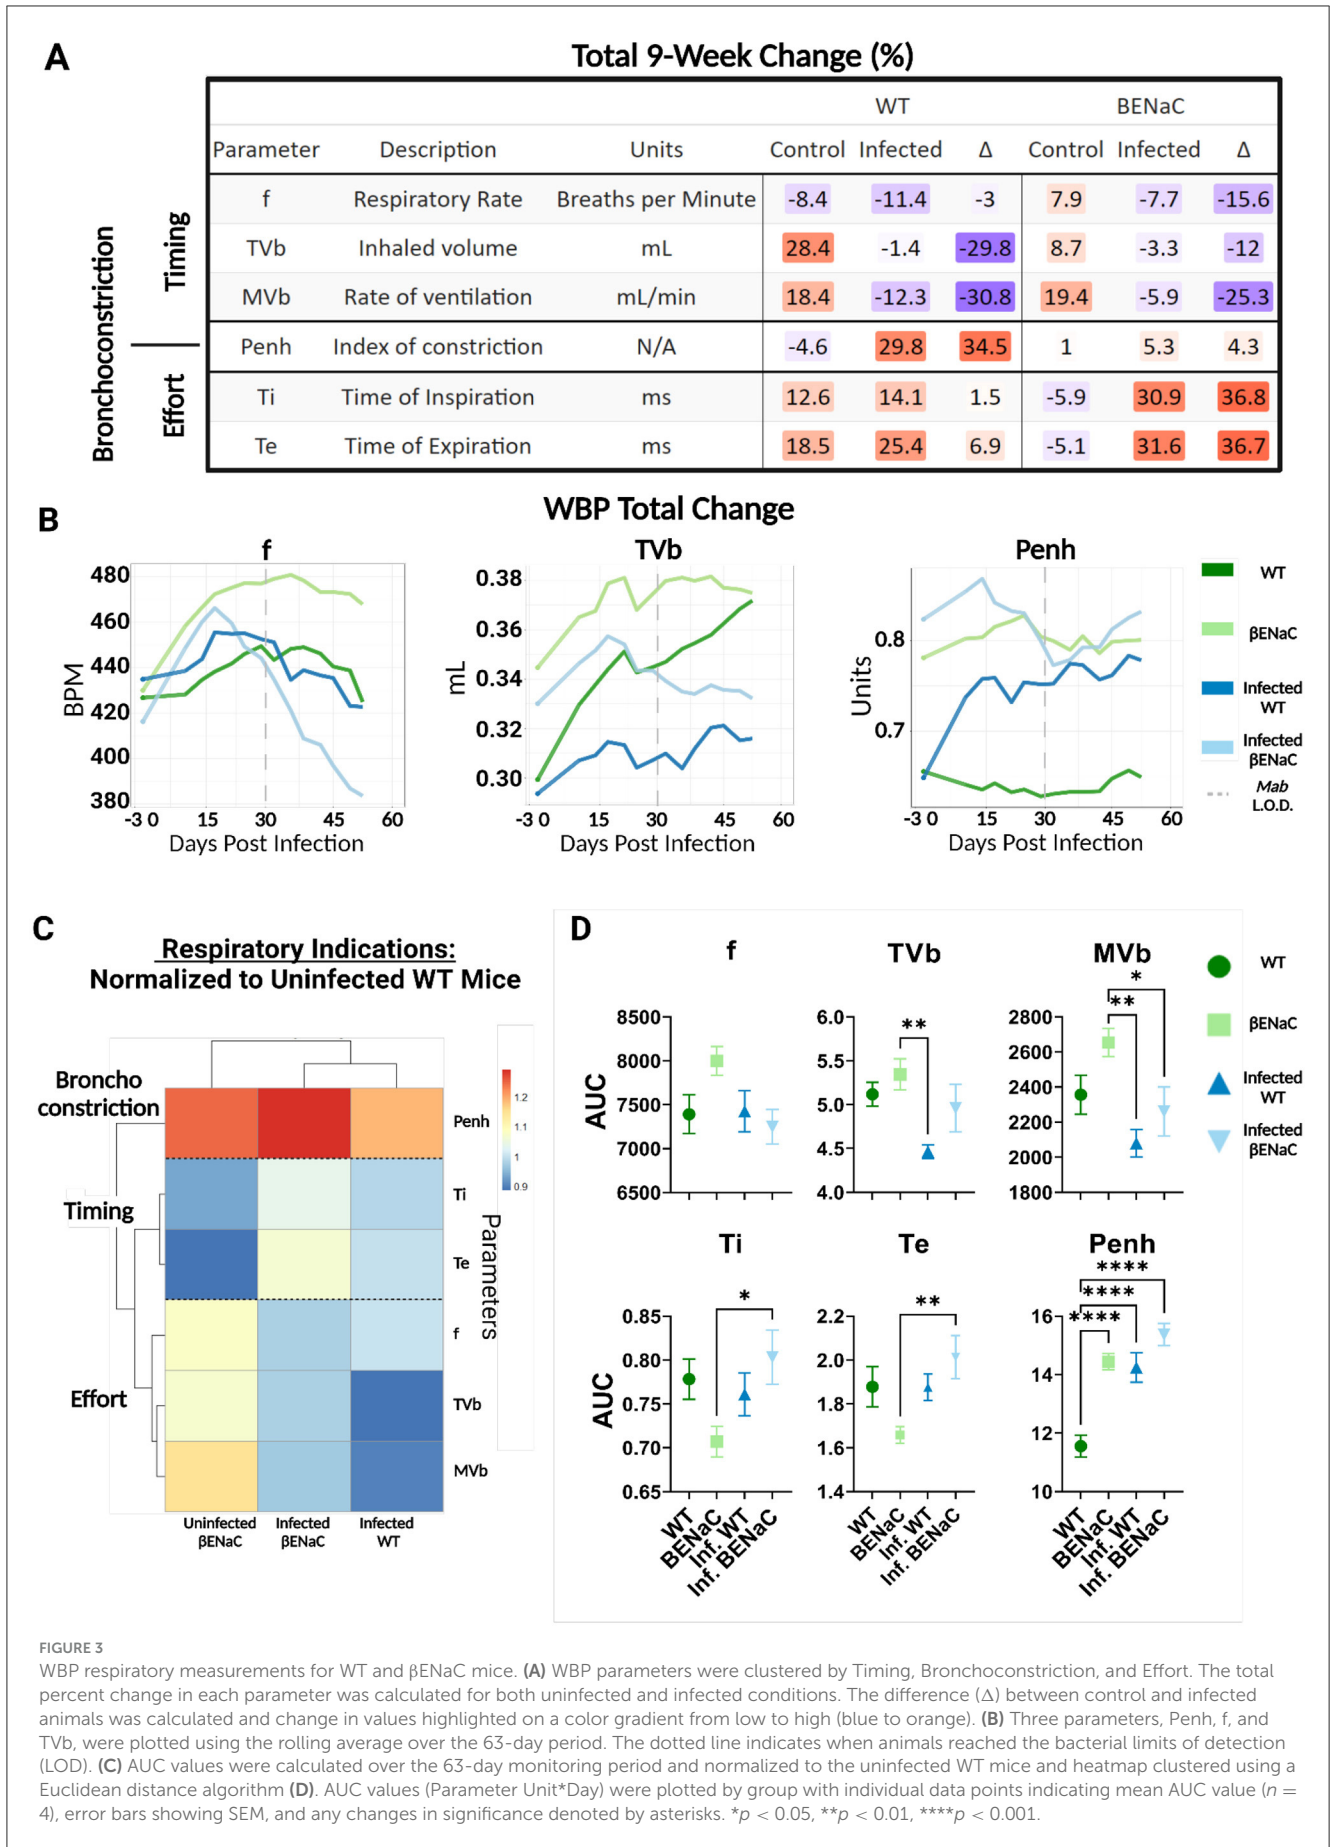 A
Total 9-Week Change (%)
WT BENaC
Parameter Description Units Control Infected Δ Control Infected Δ
f Respiratory Rate Breaths per Minute -8.4 -11.4 -3 7.9 -7.7 -15.6
TVb Inhaled volume mL 28.4 -1.4 -29.8 8.7 -3.3 -12
MVb Rate of ventilation mL/min 18.4 -12.3 -30.8 19.4 -5.9 -25.3
Penh Index of constriction N/A -4.6 29.8 34.5 1 5.3 4.3
Ti Time of Inspiration ms 12.6 14.1 1.5 -5.9 30.9 36.8
Te Time of Expiration ms 18.5 25.4 6.9 -5.1 31.6 36.7
Bronchoconstriction
Timing
Effort
B
WBP Total Change
f
480
460
440
420
400
380
BPM
-3 0 15 30 45 60
Days Post Infection
TVb
0.38
0.36
0.34
0.32
0.30
mL
-3 0 15 30 45 60
Days Post Infection
Penh
0.8
0.7
Units
-3 0 15 30 45 60
Days Post Infection
WT
βENaC
Infected
WT
Infected
βENaC
Mab
L.O.D.
C
Respiratory Indications:
Normalized to Uninfected WT Mice
Broncho
constriction
Timing
Effort
Penh
Ti
Te
f
TVb
MVb
Parameters
1.2
1.1
1
0.9
Uninfected
βENaC
Infected
βENaC
Infected
WT
D
f
8500
8000
7500
7000
6500
AUC
TVb
6.0
5.5
5.0
4.5
4.0
**
MVb
2800
2600
2400
2200
2000
1800
*
**
WT
βENaC
Infected
WT
Infected
βENaC
Ti
0.85
0.80
0.75
0.70
0.65
AUC
*
WT
BENaC
Inf. WT
Inf. BENaC
Te
2.2
2.0
1.8
1.6
1.4
**
WT
BENaC
Inf. WT
Inf. BENaC
Penh
16
14
12
10
****
****
****
WT
BENaC
Inf. WT
Inf. BENaC
FIGURE 3
WBP respiratory measurements for WT and βENaC mice. (A) WBP parameters were clustered by Timing, Bronchoconstriction, and Effort. The total
percent change in each parameter was calculated for both uninfected and infected conditions. The difference (Δ) between control and infected
animals was calculated and change in values highlighted on a color gradient from low to high (blue to orange). (B) Three parameters, Penh, f, and
TVb, were plotted using the rolling average over the 63-day period. The dotted line indicates when animals reached the bacterial limits of detection
(LOD). (C) AUC values were calculated over the 63-day monitoring period and normalized to the uninfected WT mice and heatmap clustered using a
Euclidean distance algorithm (D). AUC values (Parameter Unit*Day) were plotted by group with individual data points indicating mean AUC value (n =
4), error bars showing SEM, and any changes in significance denoted by asterisks. *p < 0.05, **p < 0.01, ****p < 0.001.